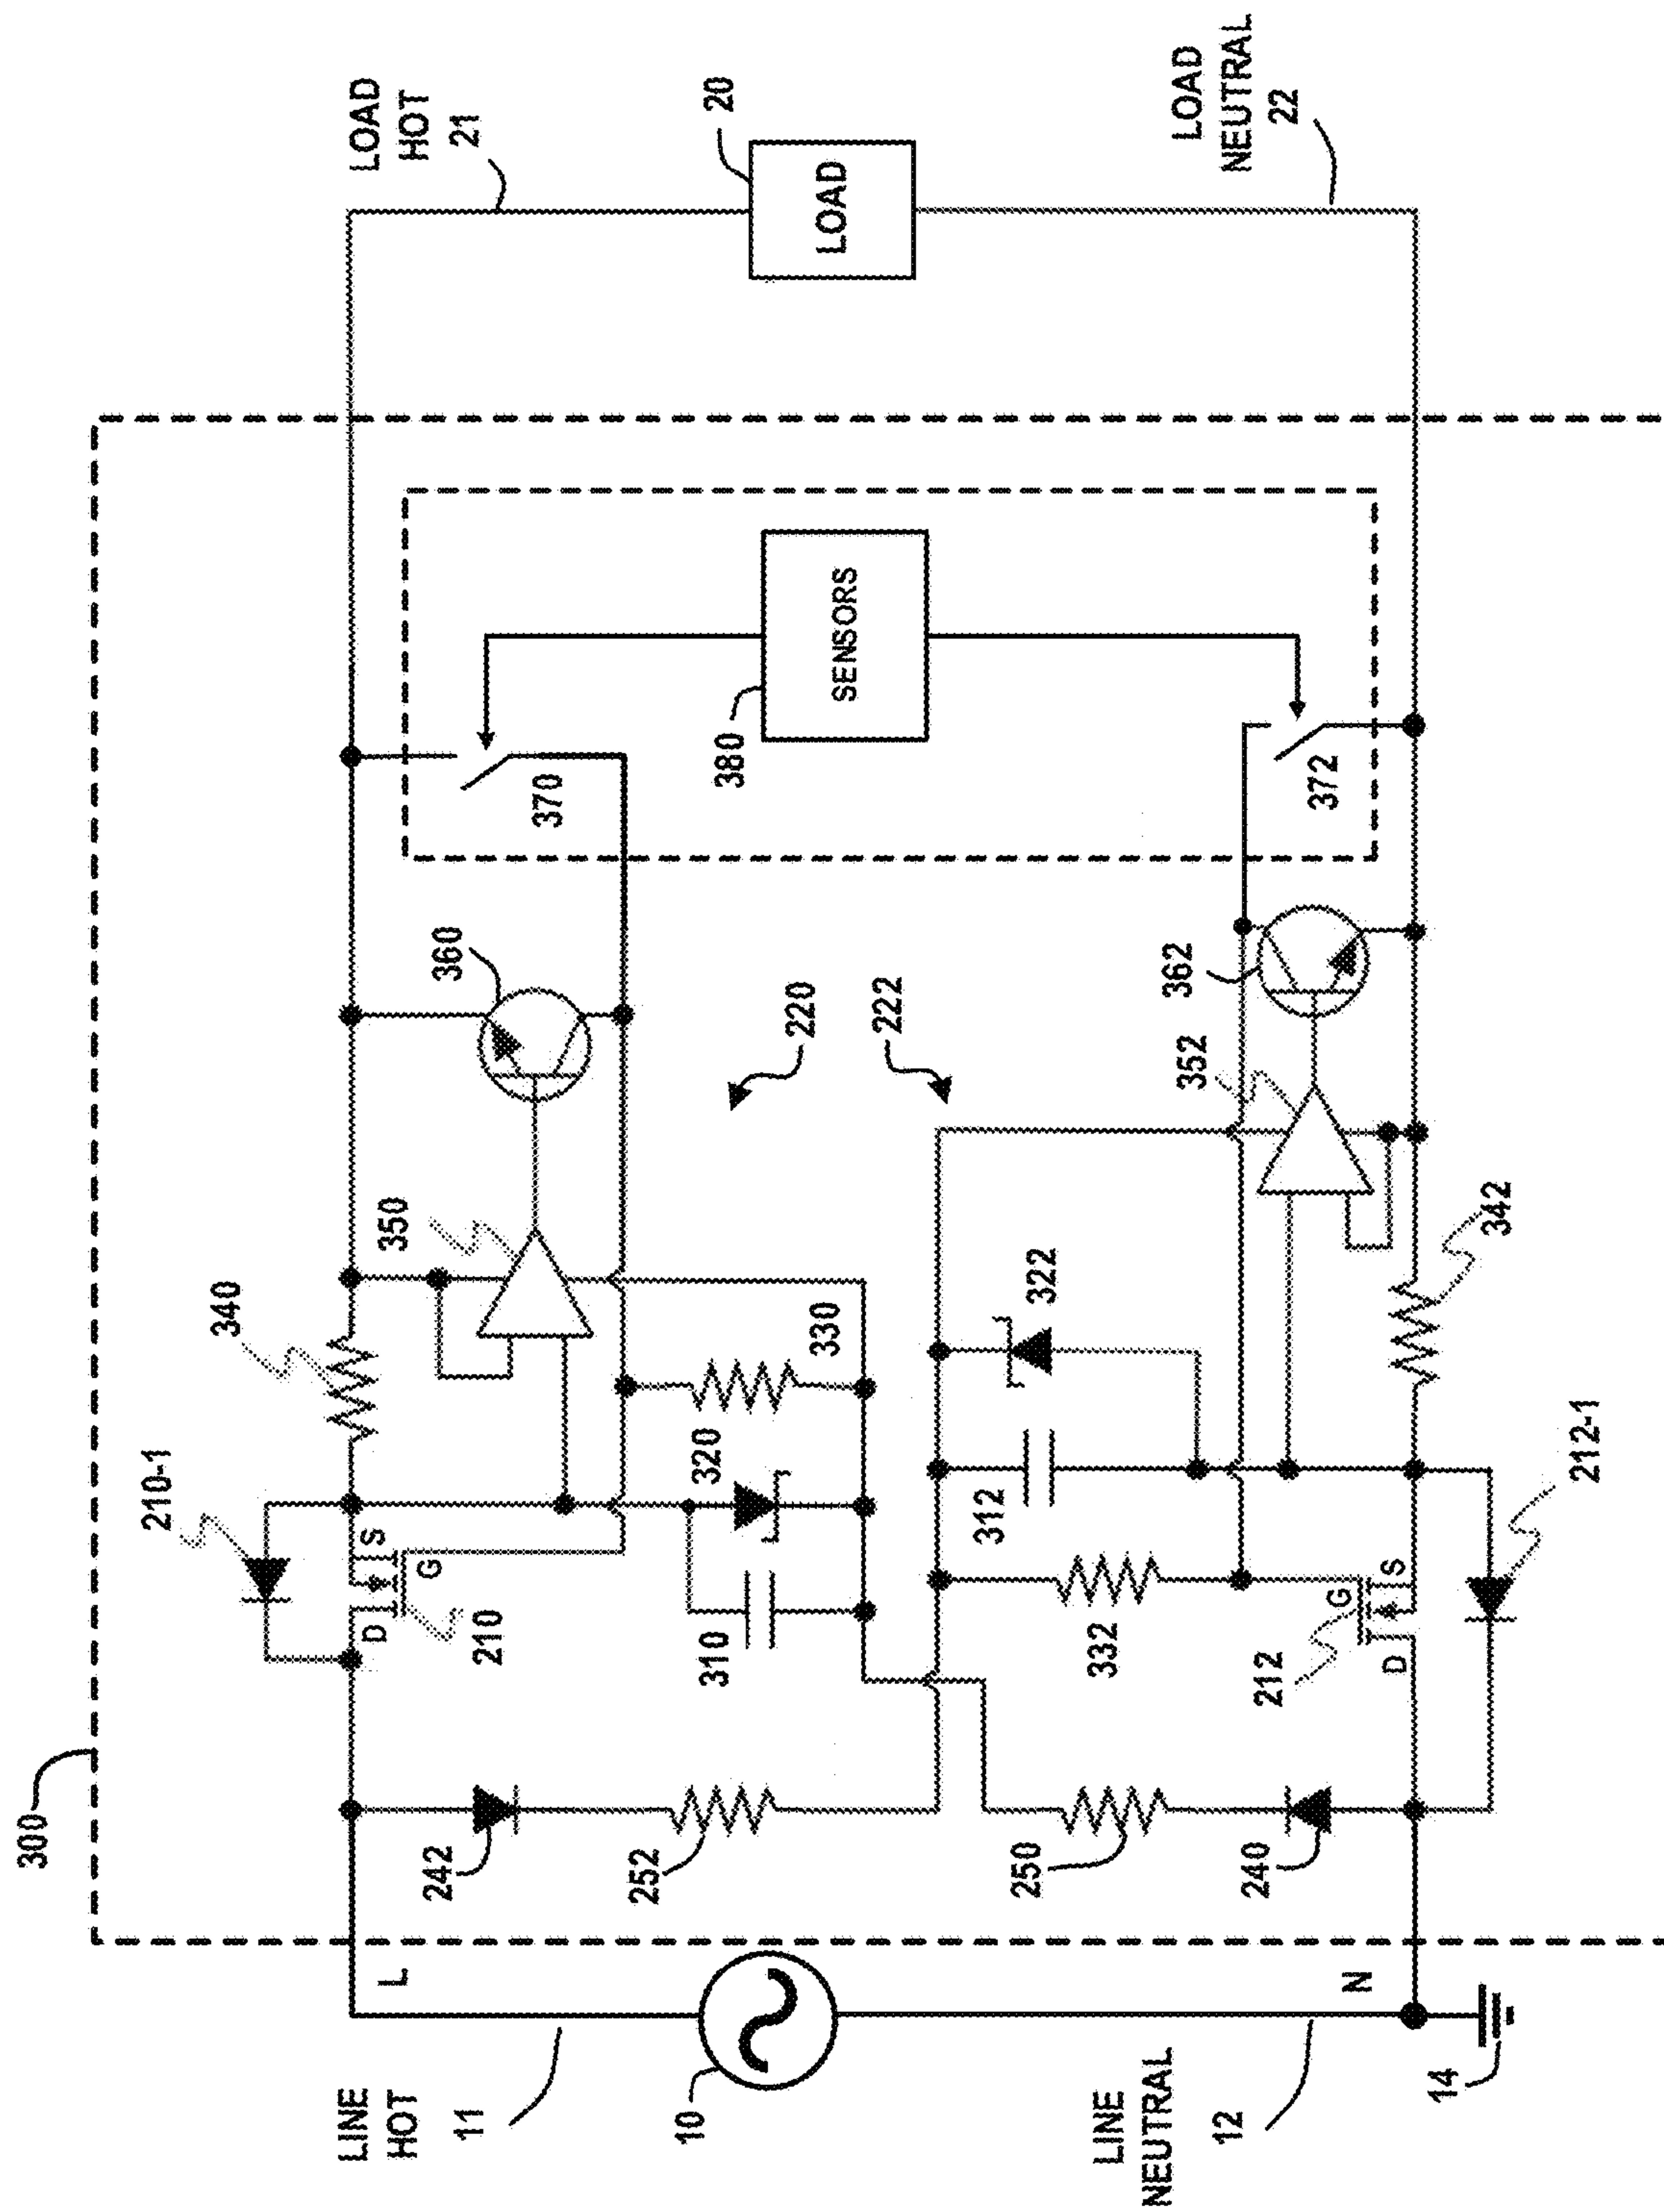 300
LINE
HOT
11
L
10
LINE
NEUTRAL
12
N
14
242
252
250
240
210-1
D
S
G
210
310
320
330
340
350
360
370
220
222
380
SENSORS
332
312
322
212
G
D
S
212-1
342
352
362
372
LOAD
HOT
21
20
LOAD
LOAD
NEUTRAL
22